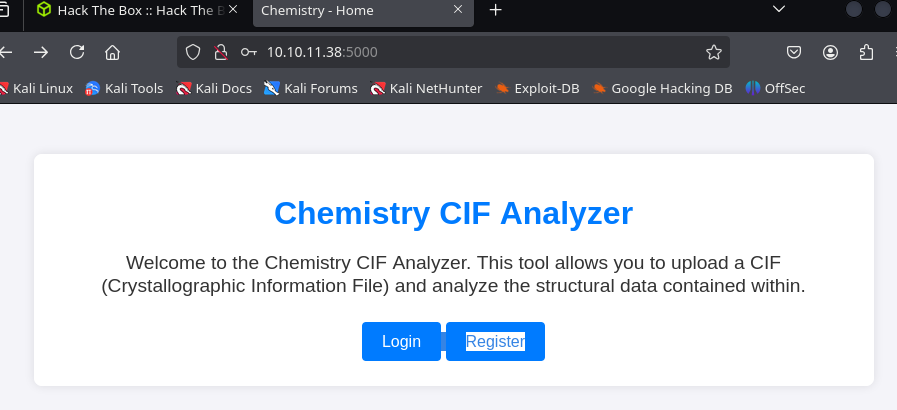 Hack The Box :: Hack The B
Chemistry - Home
10.10.11.38:5000
Kali Linux
Kali Tools
Kali Docs
Kali Forums
Kali NetHunter
Exploit-DB
Google Hacking DB
OffSec
Chemistry CIF Analyzer
Welcome to the Chemistry CIF Analyzer. This tool allows you to upload a CIF
(Crystallographic Information File) and analyze the structural data contained within.
Login
Register